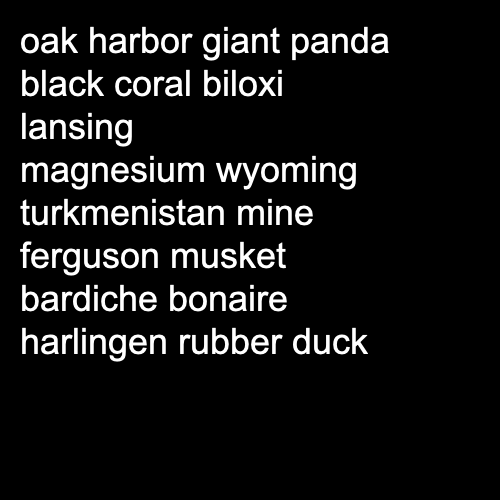 oak harbor giant panda
black coral biloxi
lansing
magnesium wyoming
turkmenistan mine
ferguson musket
bardiche bonaire
harlingen rubber duck